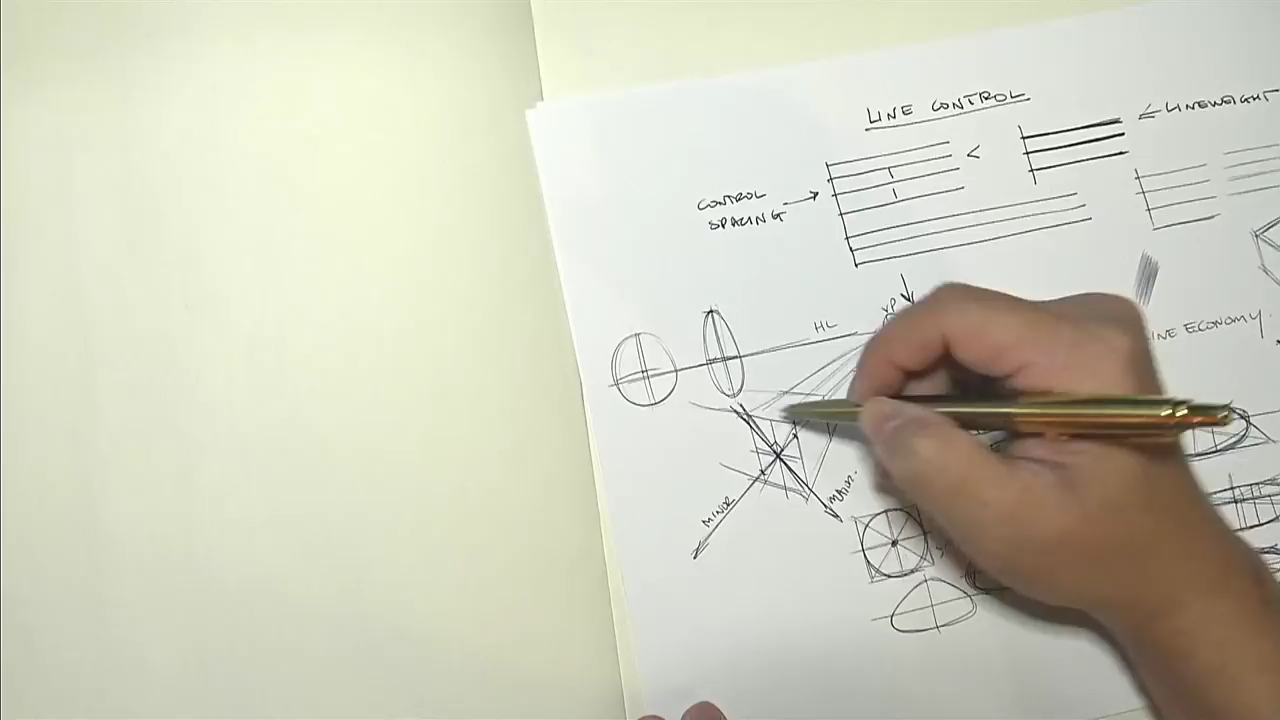 LINE CONTROL
← LINEWEIGHT
CONTROL
SPACING
VP
HL
LINE ECONOMY.
MINOR
MAJOR.